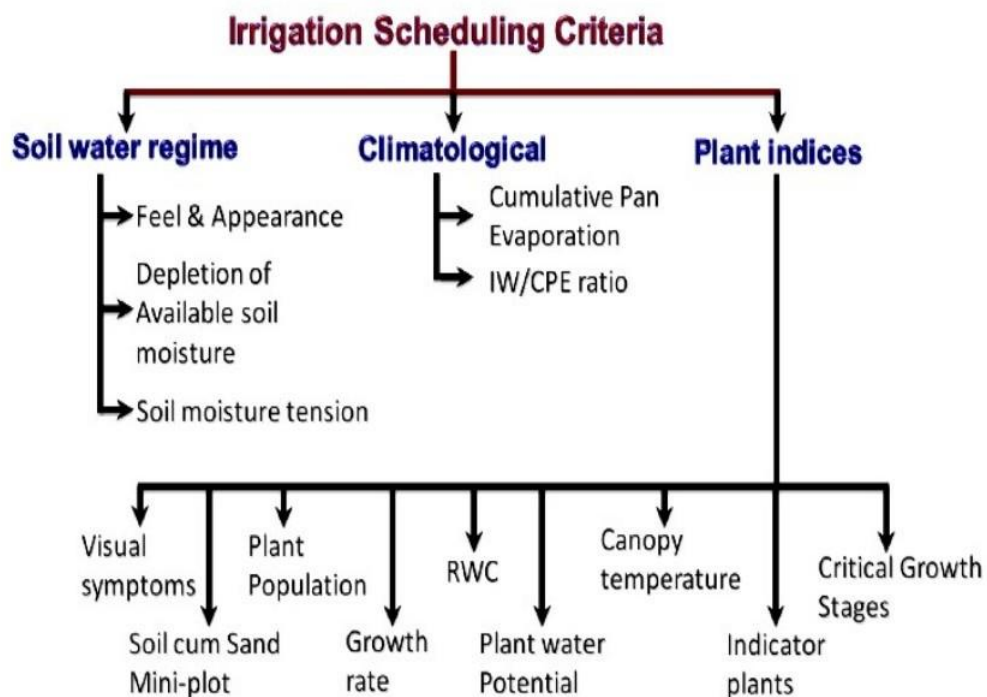 Irrigation Scheduling Criteria
Soil water regime
Feel & Appearance
Depletion of
Available soil
moisture
Soil moisture tension
Climatological
Cumulative Pan
Evaporation
IW/CPE ratio
Plant indices
Visual
symptoms
Soil cum Sand
Mini-plot
Plant
Population
Growth
rate
RWC
Plant water
Potential
Canopy
temperature
Indicator
plants
Critical Growth
Stages